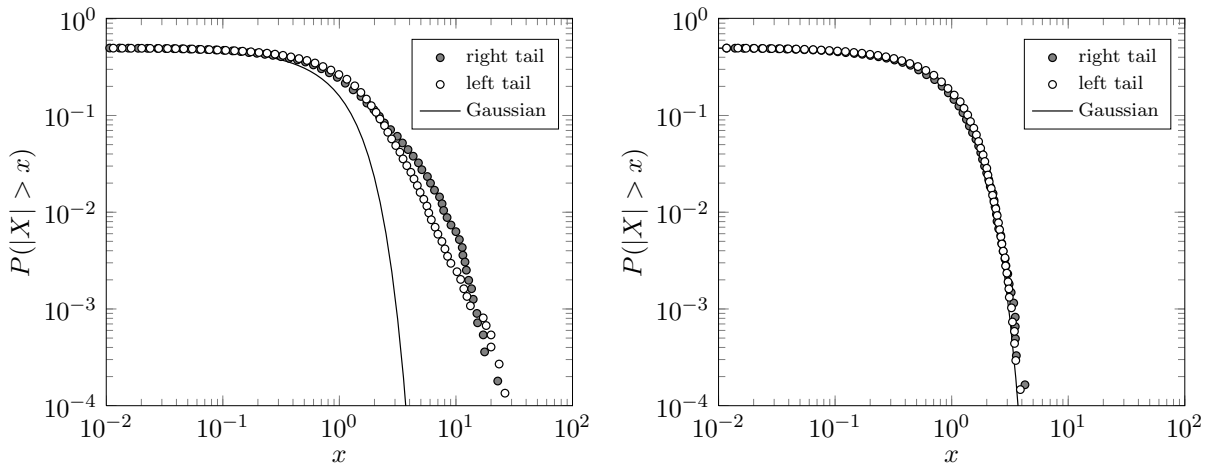 10^0
10^{-1}
10^{-2}
10^{-3}
10^{-4}
P(|X| > x)
10^{-2}
10^{-1}
10^0
10^1
10^2
x
right tail
left tail
Gaussian
10^0
10^{-1}
10^{-2}
10^{-3}
10^{-4}
P(|X| > x)
10^{-2}
10^{-1}
10^0
10^1
10^2
x
right tail
left tail
Gaussian